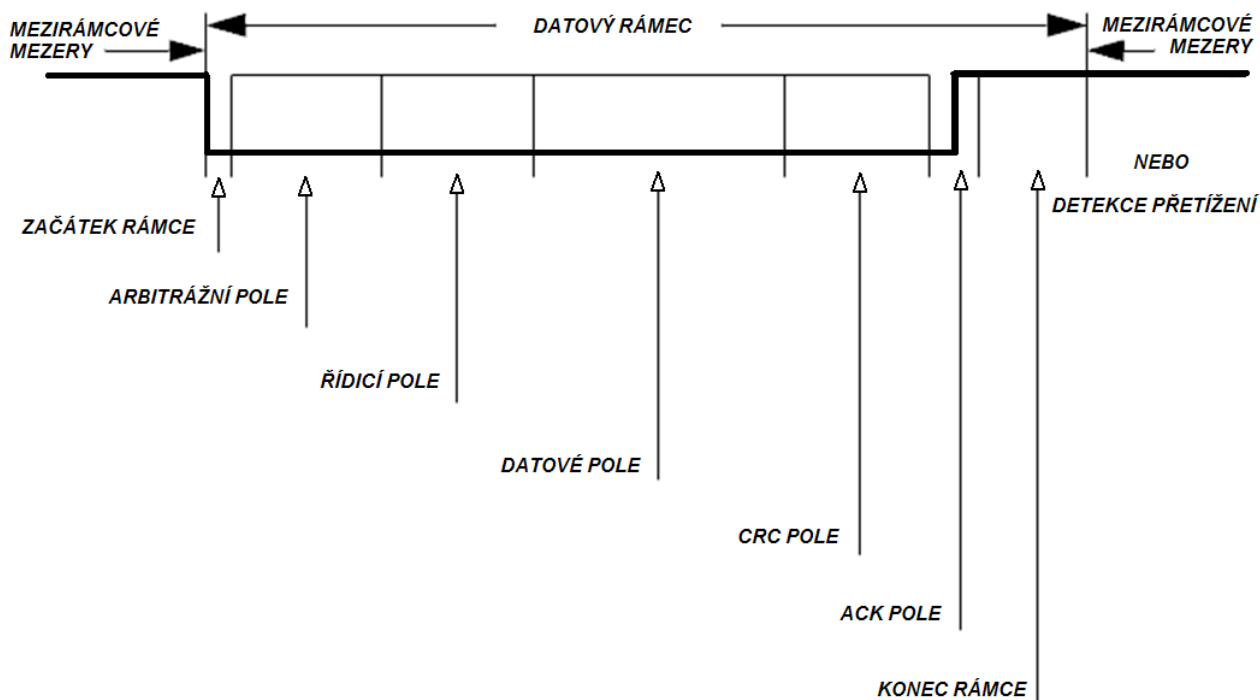 MEZIRÁMCOVÉ
MEZERY
DATOVÝ RÁMEC
MEZIRÁMCOVÉ
MEZERY
NEBO
DETEKCE PŘETÍŽENÍ
ZAČÁTEK RÁMCE
ARBITRÁŽNÍ POLE
ŘÍDICÍ POLE
DATOVÉ POLE
CRC POLE
ACK POLE
KONEC RÁMCE